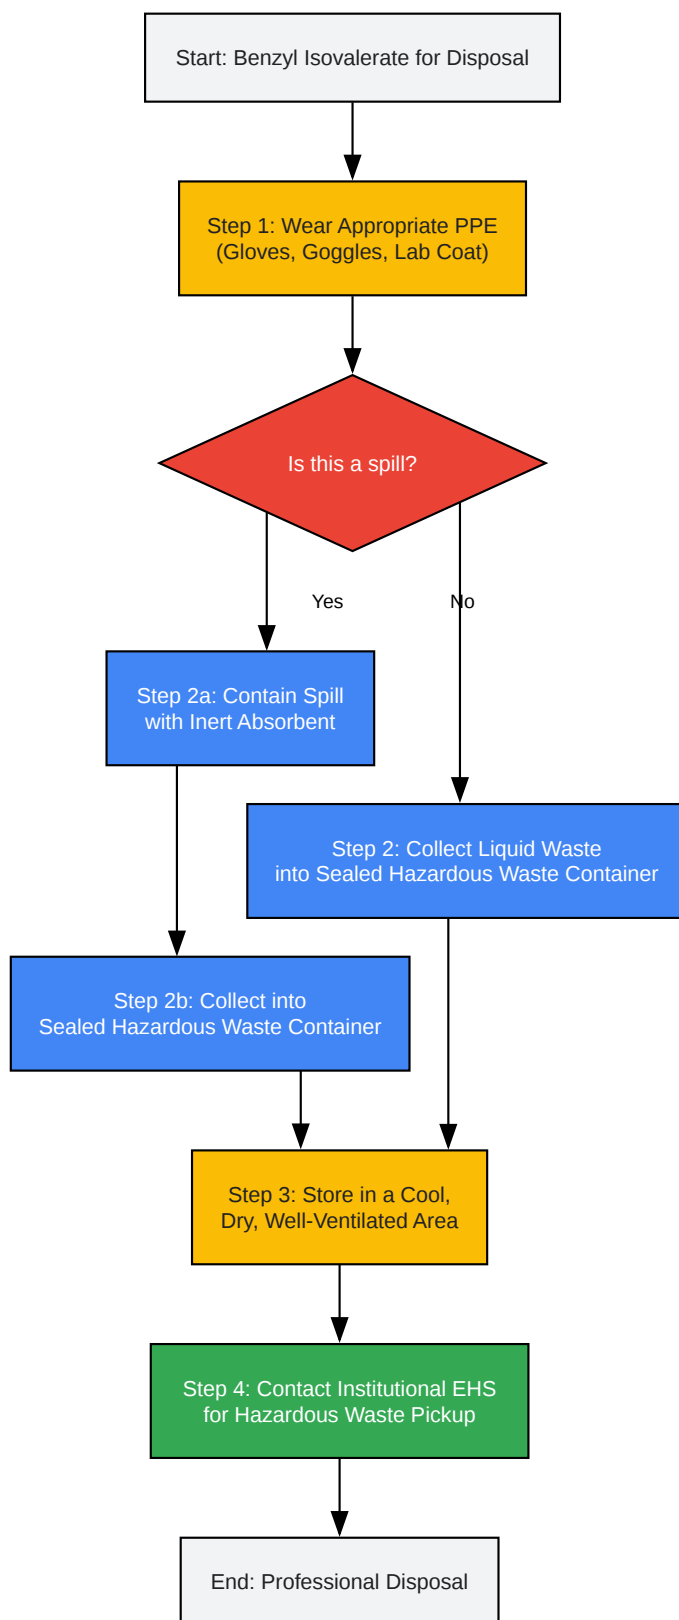 Start: Benzyl Isovalerate for Disposal
Step 1: Wear Appropriate PPE
(Gloves, Goggles, Lab Coat)
Is this a spill?
Yes
No
Step 2a: Contain Spill
with Inert Absorbent
Step 2: Collect Liquid Waste
into Sealed Hazardous Waste Container
Step 2b: Collect into
Sealed Hazardous Waste Container
Step 3: Store in a Cool,
Dry, Well-Ventilated Area
Step 4: Contact Institutional EHS
for Hazardous Waste Pickup
End: Professional Disposal